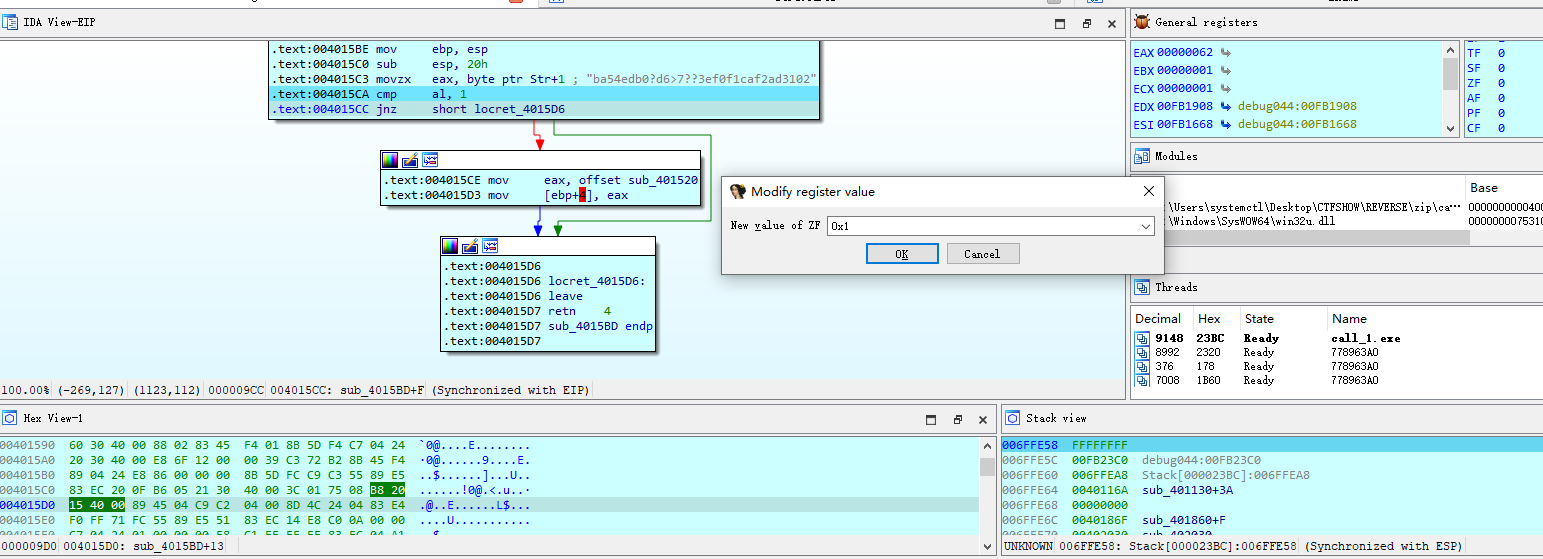 IDA View-EIP
.text:004015BE mov ebp, esp
.text:004015C0 sub esp, 20h
.text:004015C3 movzx eax, byte ptr Str+1 ; "ba54edb0?d6>7??3ef0f1caf2ad3102"
.text:004015CA cmp al, 1
.text:004015CC jnz short locret_4015D6
.text:004015CE mov eax, offset sub_401520
.text:004015D3 mov [ebp+4], eax
.text:004015D6
.text:004015D6 locret_4015D6:
.text:004015D6 leave
.text:004015D7 retn 4
.text:004015D7 sub_4015BD endp
.text:004015D7
100.00% (-269,127) (1123,112) 000009CC 004015CC: sub_4015BD+F (Synchronized with EIP)
General registers
EAX 00000062
EBX 00000001
ECX 00000001
EDX 00FB1908 debug044:00FB1908
ESI 00FB1668 debug044:00FB1668
TF 0
SF 0
ZF 0
AF 0
PF 0
CF 0
Modify register value
New value of ZF 0x1
OK
Cancel
Modules
Base
\Users\systemctl\Desktop\CTFSHOW\REVERSE\zip\ca… 0000000000400
\Windows\SysWOW64\win32u.dll 0000000075310
Threads
Decimal Hex State Name
9148 23BC Ready call_1.exe
8992 2320 Ready 778963A0
376 178 Ready 778963A0
7008 1B60 Ready 778963A0
Hex View-1
00401590 60 30 40 00 88 02 83 45 F4 01 8B 5D F4 C7 04 24 `0@....E........
004015A0 20 30 40 00 E8 6F 12 00 00 39 C3 72 B2 8B 45 F4 ·0@......9....E.
004015B0 89 04 24 E8 86 00 00 00 8B 5D FC C9 C3 55 89 E5 ..$......]...U..
004015C0 83 EC 20 0F B6 05 21 30 40 00 3C 01 75 08 B8 20 ......!0@.<.u..·
004015D0 15 40 00 89 45 04 C9 C2 04 00 8D 4C 24 04 83 E4 .@..E......L$...
004015E0 F0 FF 71 FC 55 89 E5 51 83 EC 14 E8 C0 0A 00 00 ....U...........
000009D0 004015D0: sub_4015BD+13
Stack view
006FFE58 FFFFFFFF
006FFE5C 00FB23C0 debug044:00FB23C0
006FFE60 006FFEA8 Stack[000023BC]:006FFEA8
006FFE64 0040116A sub_401130+3A
006FFE68 00000000
006FFE6C 0040186F sub_401860+F
UNKNOWN 006FFE58: Stack[000023BC]:006FFE58 (Synchronized with ESP)